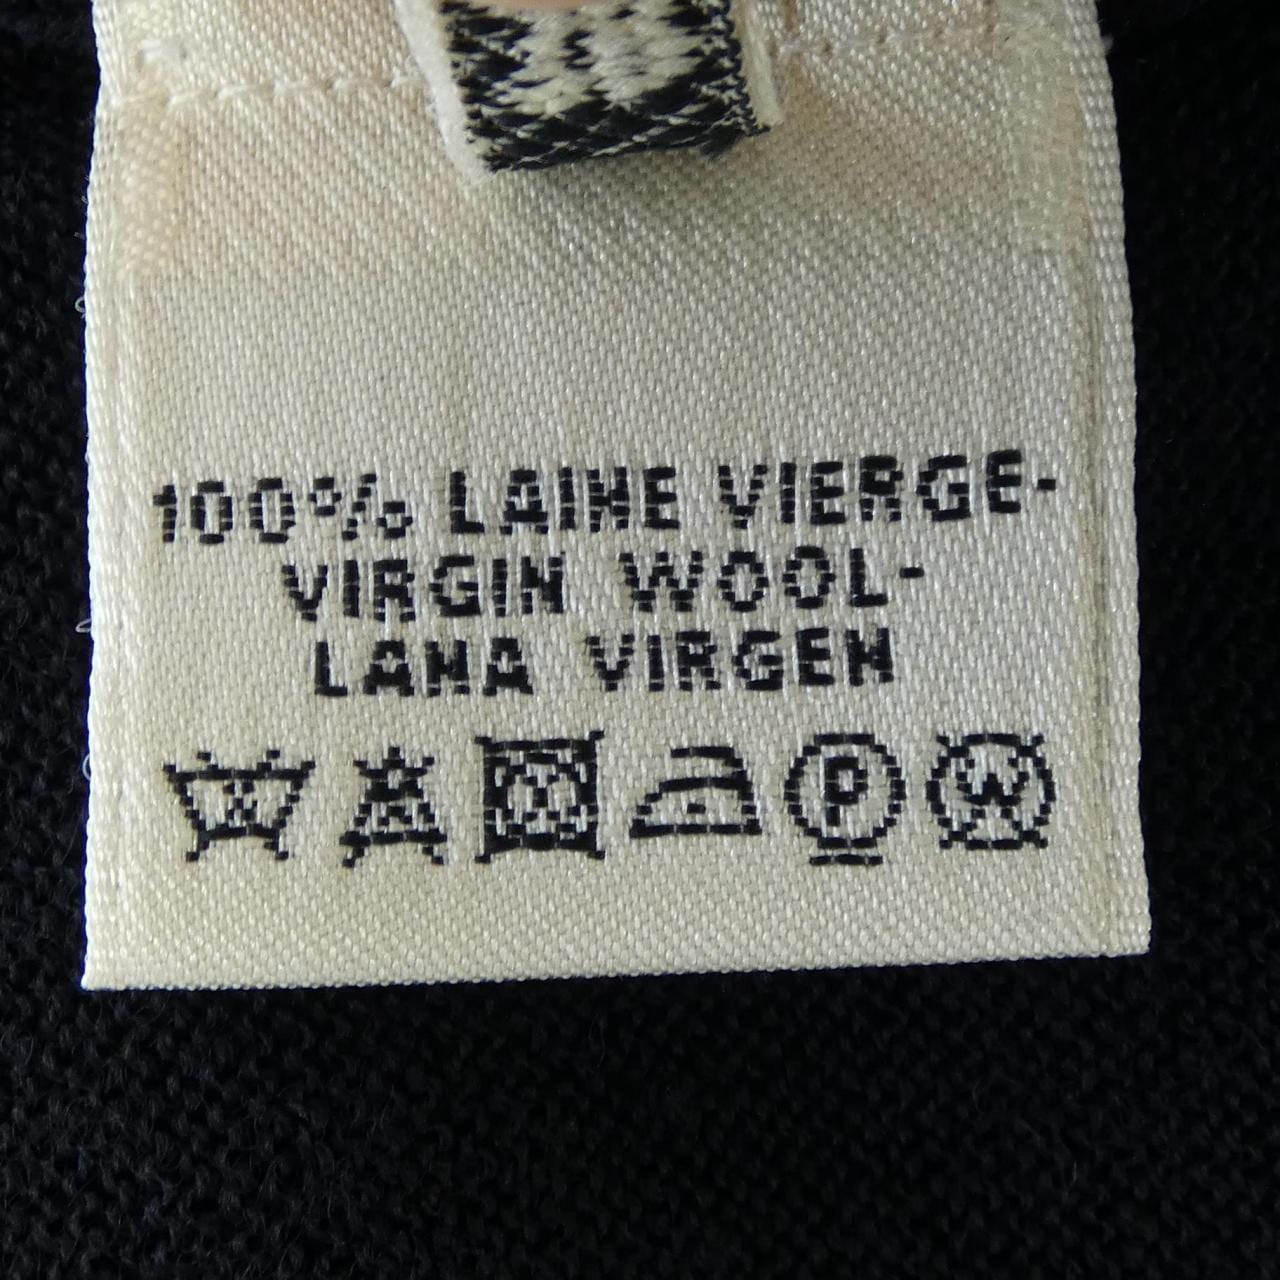 100% LAINE VIERGE-
VIRGIN WOOL-
LANA VIRGEN
P W